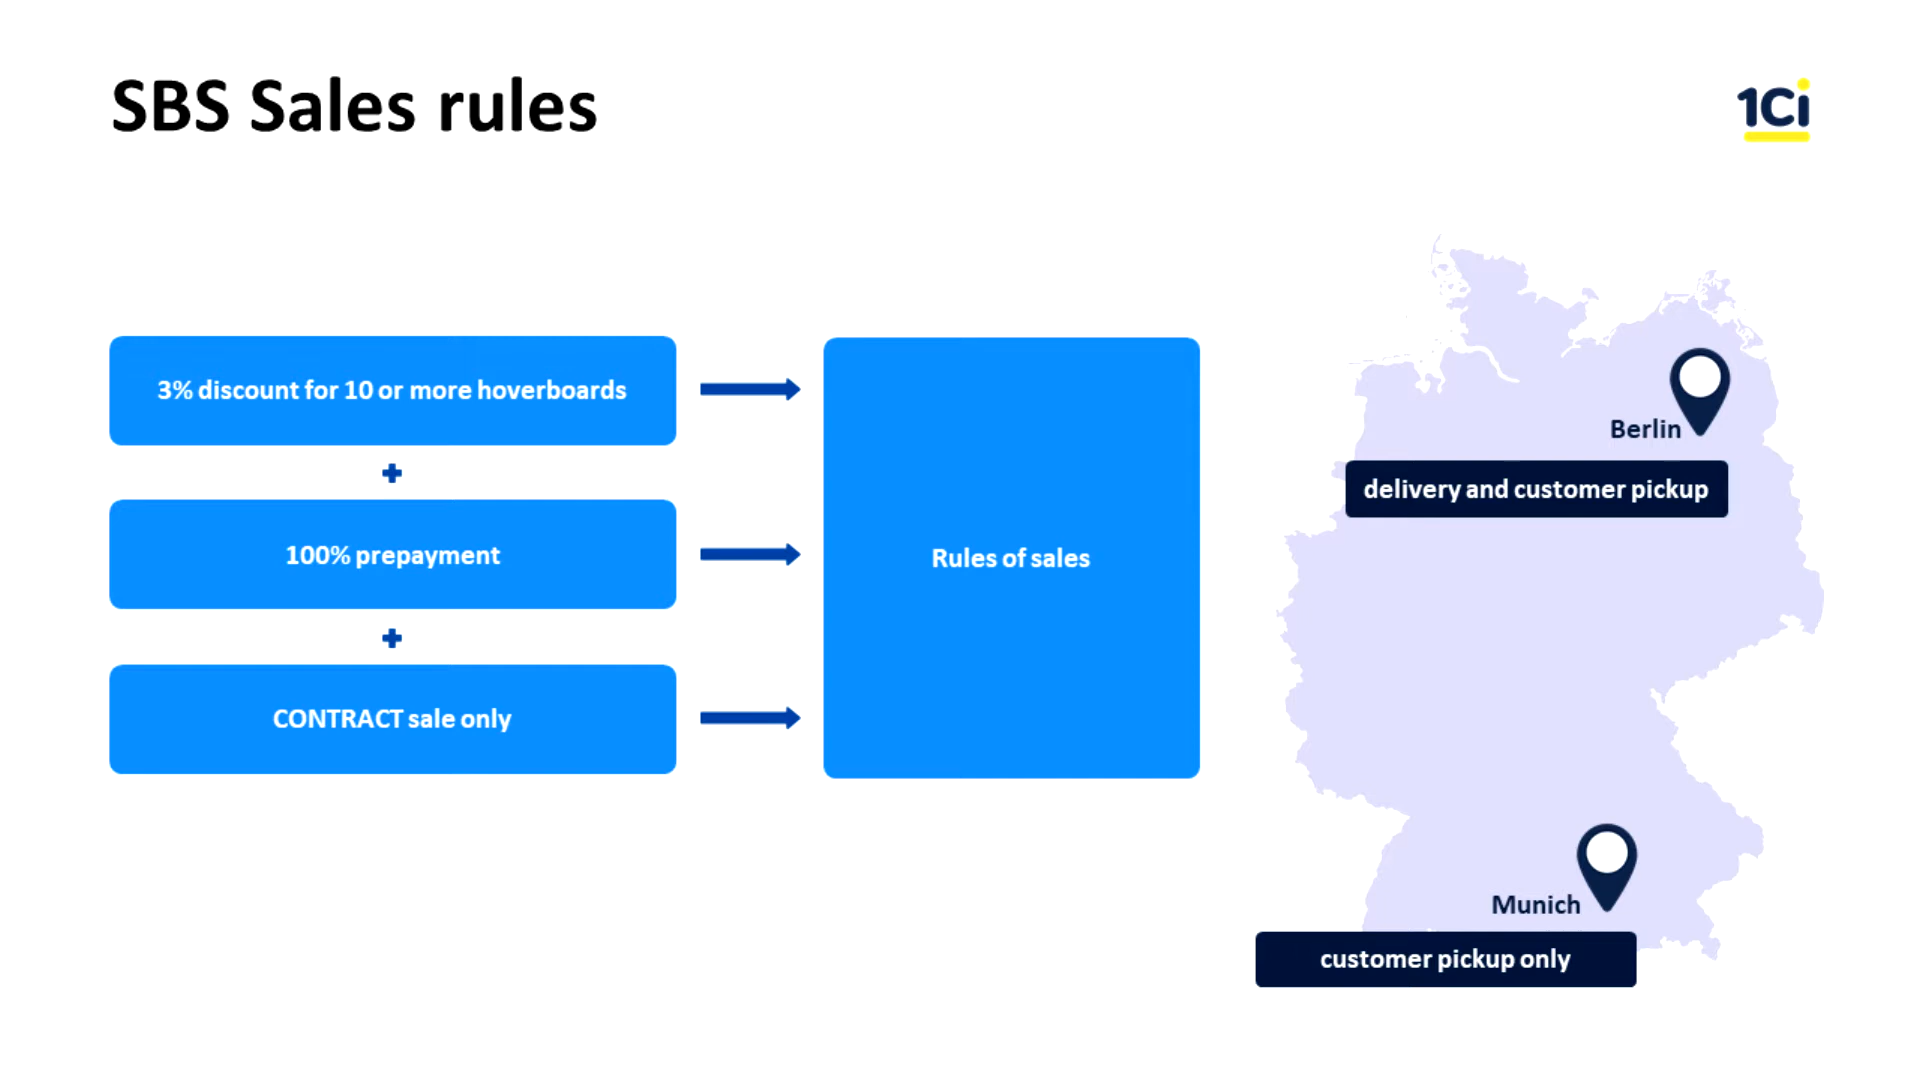 SBS Sales rules
1Ci
3% discount for 10 or more hoverboards
100% prepayment
CONTRACT sale only
Rules of sales
Berlin
delivery and customer pickup
Munich
customer pickup only